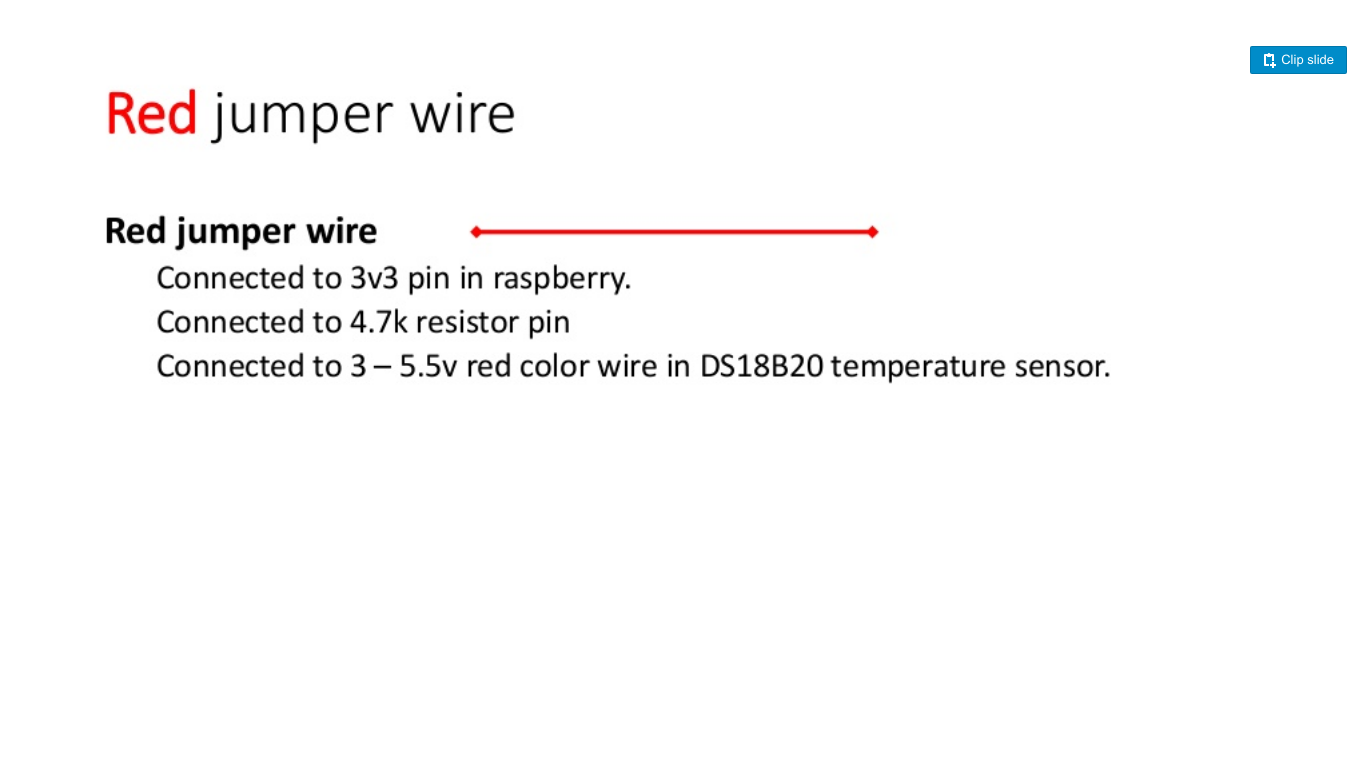 Clip slide
Red jumper wire
Red jumper wire
Connected to 3v3 pin in raspberry.
Connected to 4.7k resistor pin
Connected to 3 – 5.5v red color wire in DS18B20 temperature sensor.